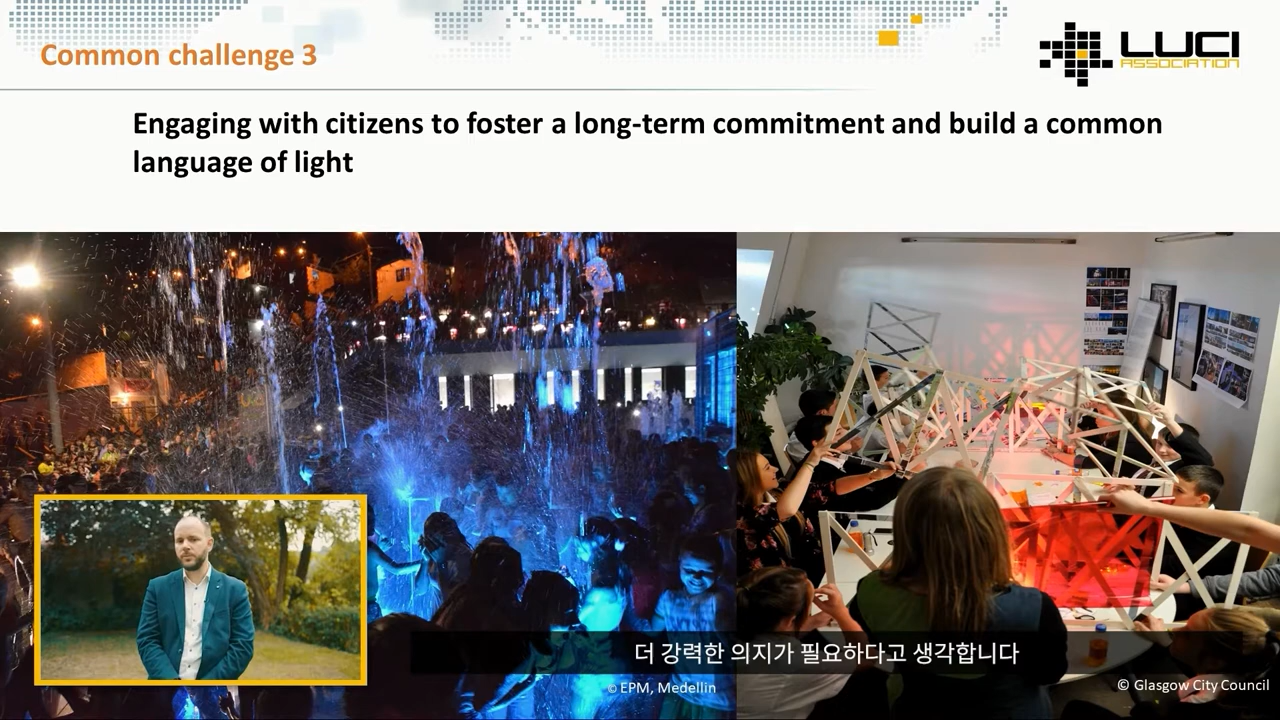 Common challenge 3
LUCI
ASSOCIATION
Engaging with citizens to foster a long-term commitment and build a common
language of light
더 강력한 의지가 필요하다고 생각합니다
© EPM, Medellin
© Glasgow City Council